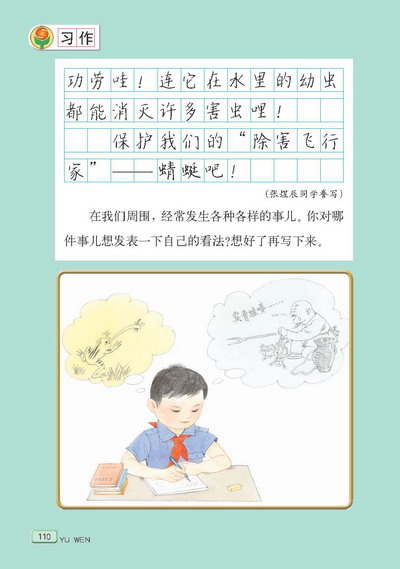 习作
功劳哇！连它在水里的幼虫
都能消灭许多害虫哩！
保护我们的“除害飞行
家”——蜻蜓吧！
(张煜辰同学誊写)
在我们周围，经常发生各种各样的事儿。你对哪
件事儿想发表一下自己的看法?想好了再写下来。
110
YU WEN